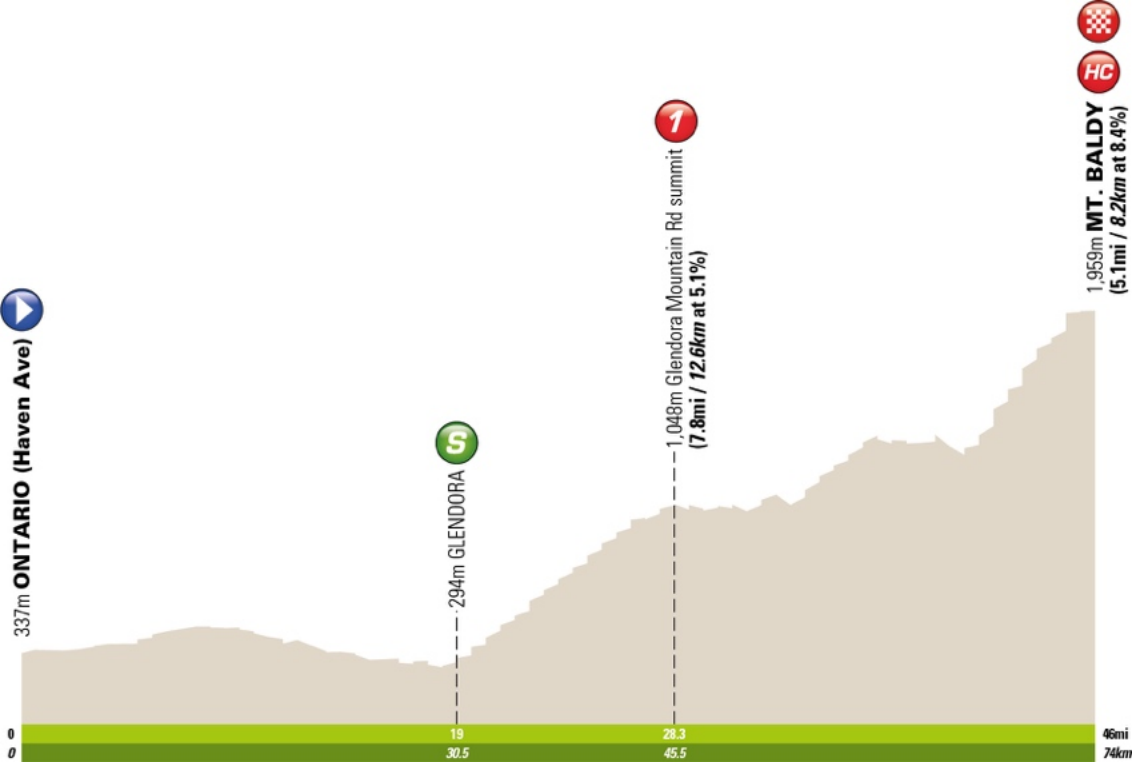 337m ONTARIO (Haven Ave)
S
294m GLENDORA
1
1,048m Glendora Mountain Rd summit
(7.8mi / 12.6km at 5.1%)
HC
1,959m MT. BALDY
(5.1mi / 8.2km at 8.4%)
0 19 28.3 46mi
0 30.5 45.5 74km